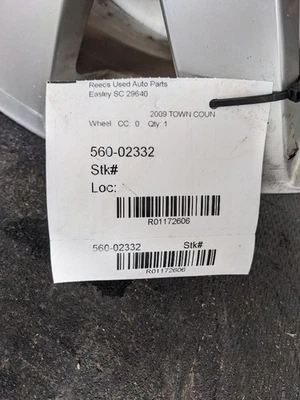 Reeds Used Auto Parts
Easley SC 29640
2009 TOWN COUN
Wheel CC 0 Qty 1
560-02332
Stk#
Loc:
R01172606
560-02332 Stk#
R01172606